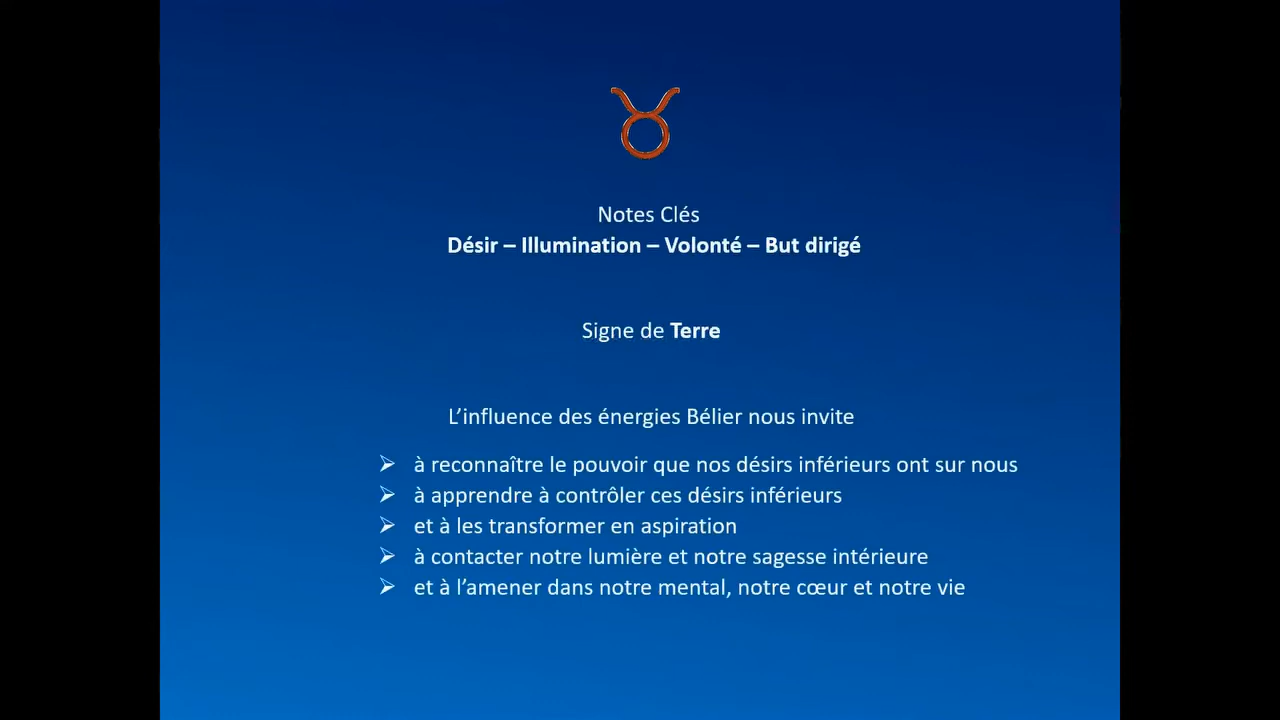 Notes Clés
Désir – Illumination – Volonté – But dirigé
Signe de Terre
L’influence des énergies Bélier nous invite
à reconnaître le pouvoir que nos désirs inférieurs ont sur nous
à apprendre à contrôler ces désirs inférieurs
et à les transformer en aspiration
à contacter notre lumière et notre sagesse intérieure
et à l’amener dans notre mental, notre cœur et notre vie